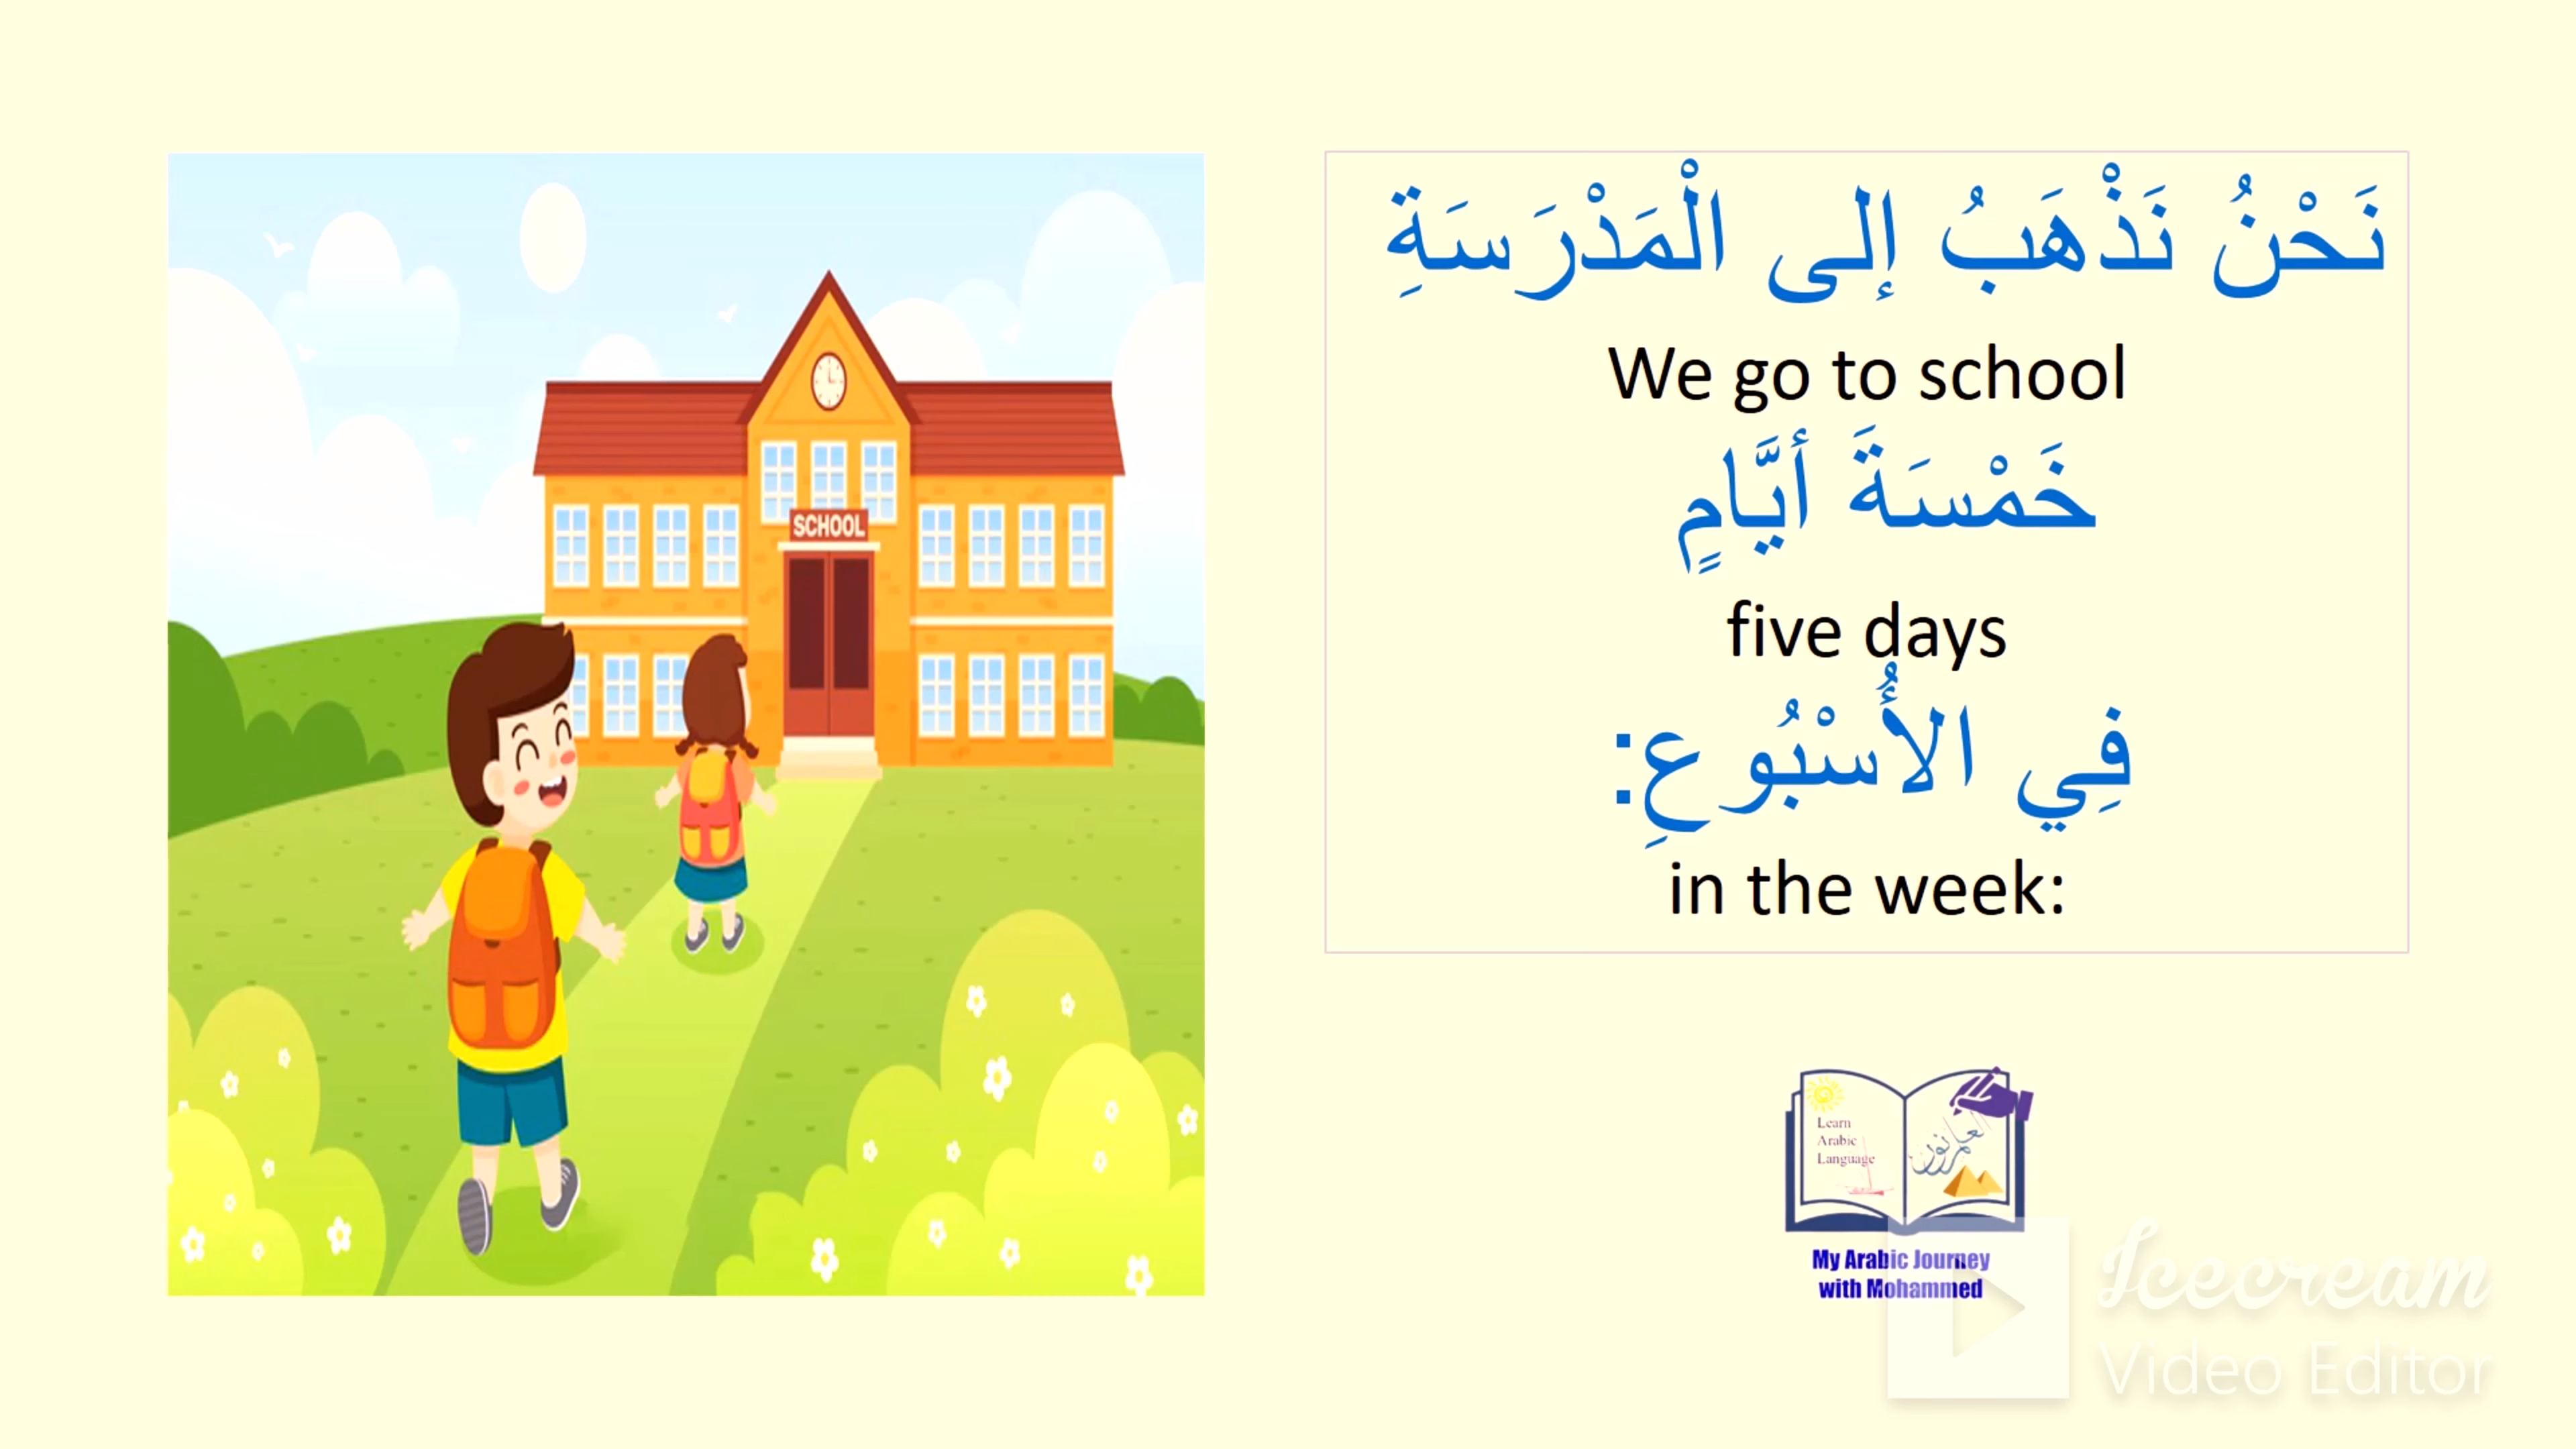 نَحْنُ نَذْهَبُ إلى الْمَدْرَسَةِ
We go to school
خَمْسَةَ أيَّامٍ
five days
فِي الأُسْبُوعِ:
in the week:
SCHOOL
Learn
Arabic
Language
My Arabic Journey
with Mohammed
Icecream
Video Editor